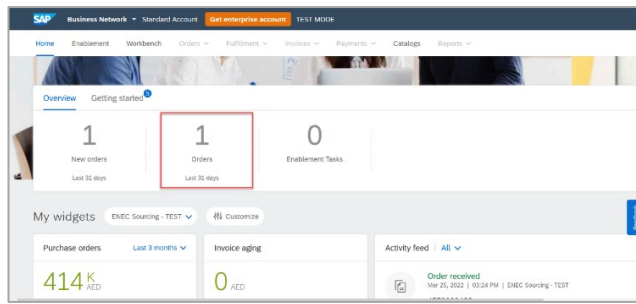 SAP Business Network Standard Account Get enterprise account TEST MODE
Home Enablement Workbench Orders Fulfillment Invoices Payments Catalogs Reports
Overview Getting started 5
1 1 0
New orders Orders Enablement Tasks
Last 31 days Last 31 days
My widgets ENEC Sourcing - TEST Customize
Purchase orders Last 3 months Invoice aging Activity feed All
414 K AED 0 AED
Order received
Mar 25, 2022 | 03:24 PM | ENEC Sourcing - TEST